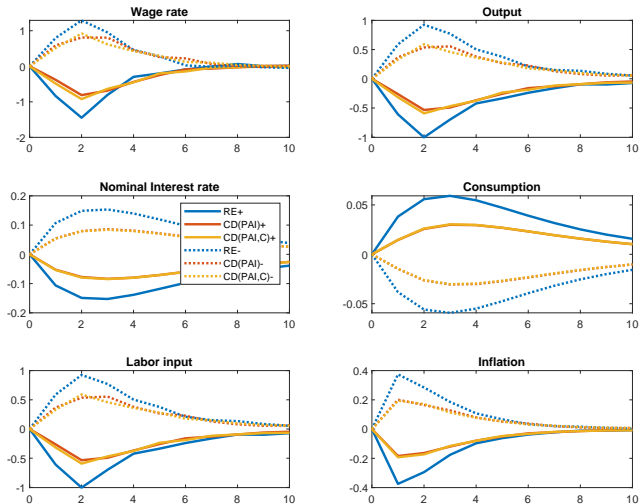 Wage rate
1
0
-1
-2
0 2 4 6 8 10
Output
1
0.5
0
-0.5
-1
0 2 4 6 8 10
Nominal Interest rate
0.2
0.1
0
-0.1
-0.2
0 2 4 6 8 10
RE+
CD(PAI)+
CD(PAI,C)+
RE-
CD(PAI)-
CD(PAI,C)-
Consumption
0.05
0
-0.05
0 2 4 6 8 10
Labor input
1
0.5
0
-0.5
-1
0 2 4 6 8 10
Inflation
0.4
0.2
0
-0.2
-0.4
0 2 4 6 8 10